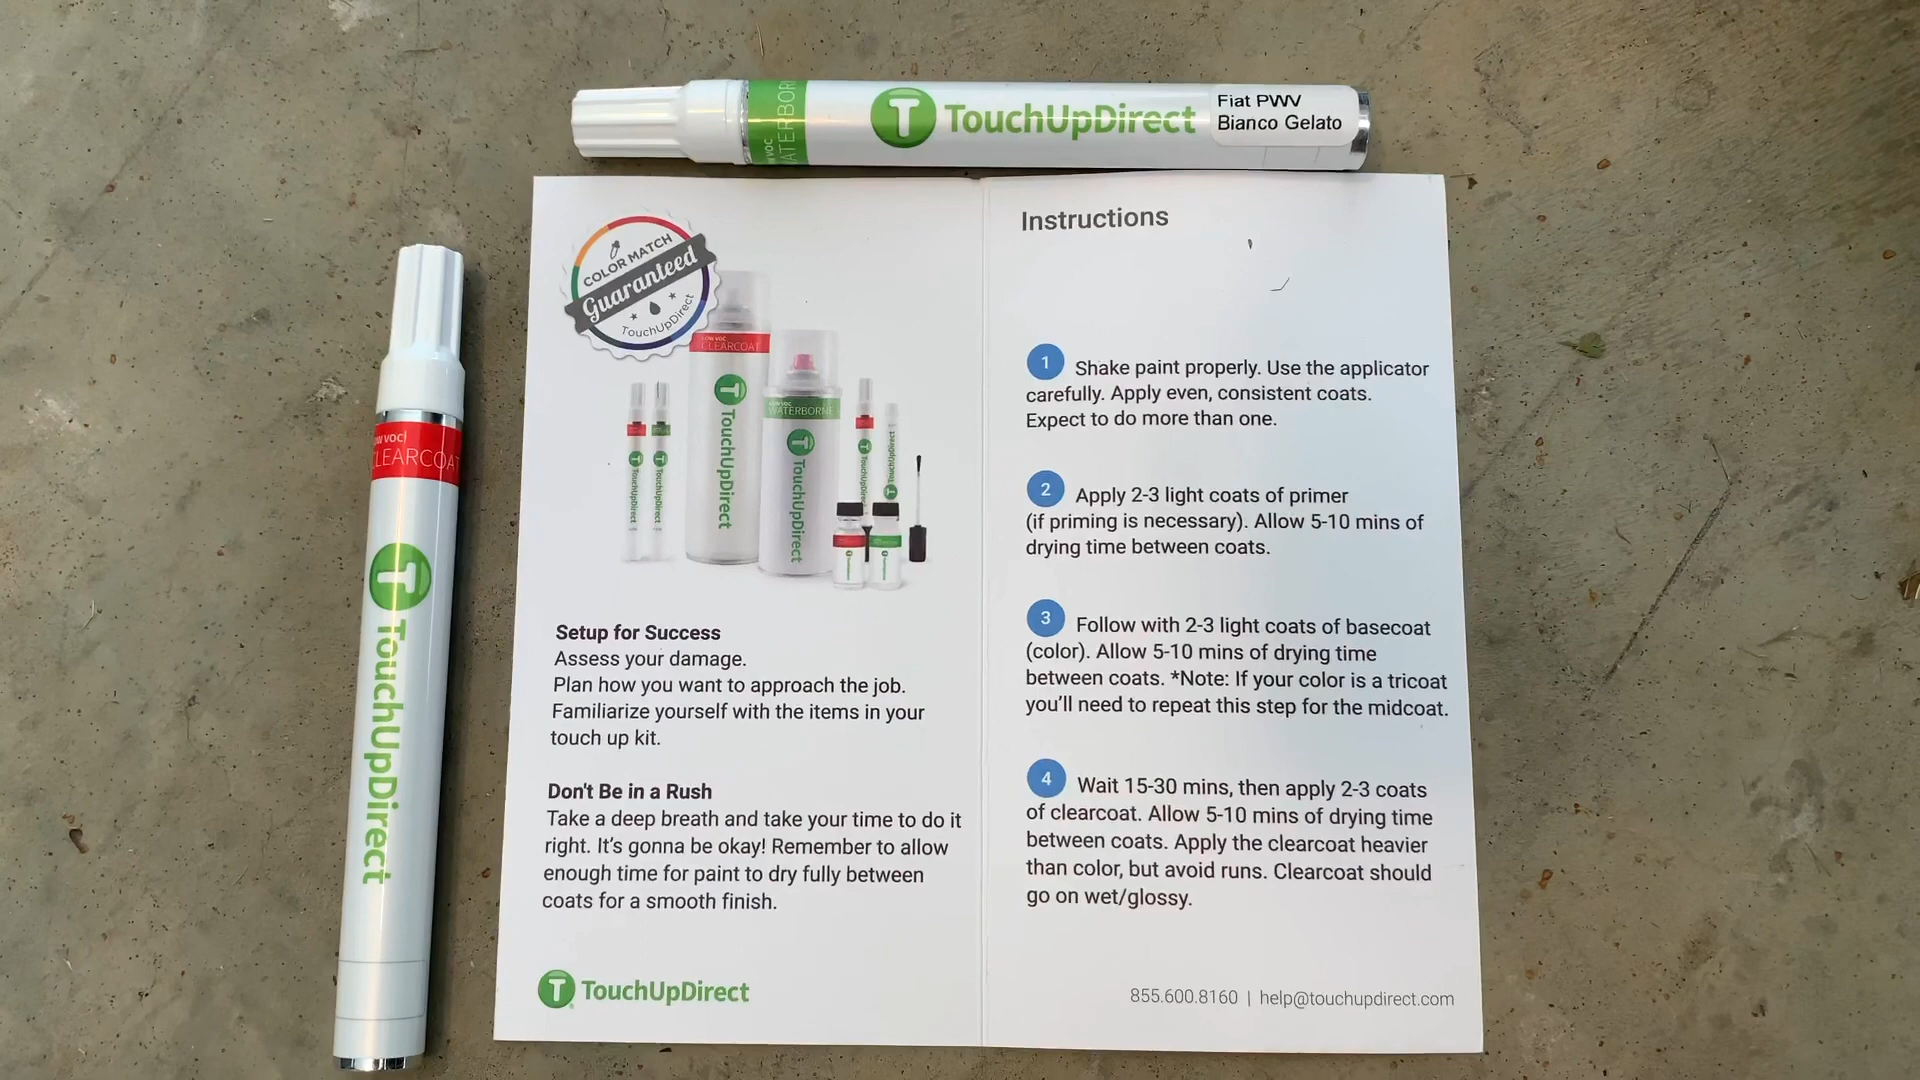 TouchUpDirect
Fiat PWV
Bianco Gelato
CLEARCOAT
TouchUpDirect
COLOR MATCH
Guaranteed
TouchUpDirect
CLEARCOAT
TouchUpDirect
WATERBORNE
TouchUpDirect
TouchUpDirect
TouchUpDirect
TouchUpDirect
TouchUpDirect
Setup for Success
Assess your damage.
Plan how you want to approach the job.
Familiarize yourself with the items in your
touch up kit.
Don't Be in a Rush
Take a deep breath and take your time to do it
right. It's gonna be okay! Remember to allow
enough time for paint to dry fully between
coats for a smooth finish.
TouchUpDirect
Instructions
1 Shake paint properly. Use the applicator
carefully. Apply even, consistent coats.
Expect to do more than one.
2 Apply 2-3 light coats of primer
(if priming is necessary). Allow 5-10 mins of
drying time between coats.
3 Follow with 2-3 light coats of basecoat
(color). Allow 5-10 mins of drying time
between coats. *Note: If your color is a tricoat
you'll need to repeat this step for the midcoat.
4 Wait 15-30 mins, then apply 2-3 coats
of clearcoat. Allow 5-10 mins of drying time
between coats. Apply the clearcoat heavier
than color, but avoid runs. Clearcoat should
go on wet/glossy.
855.600.8160 | help@touchupdirect.com